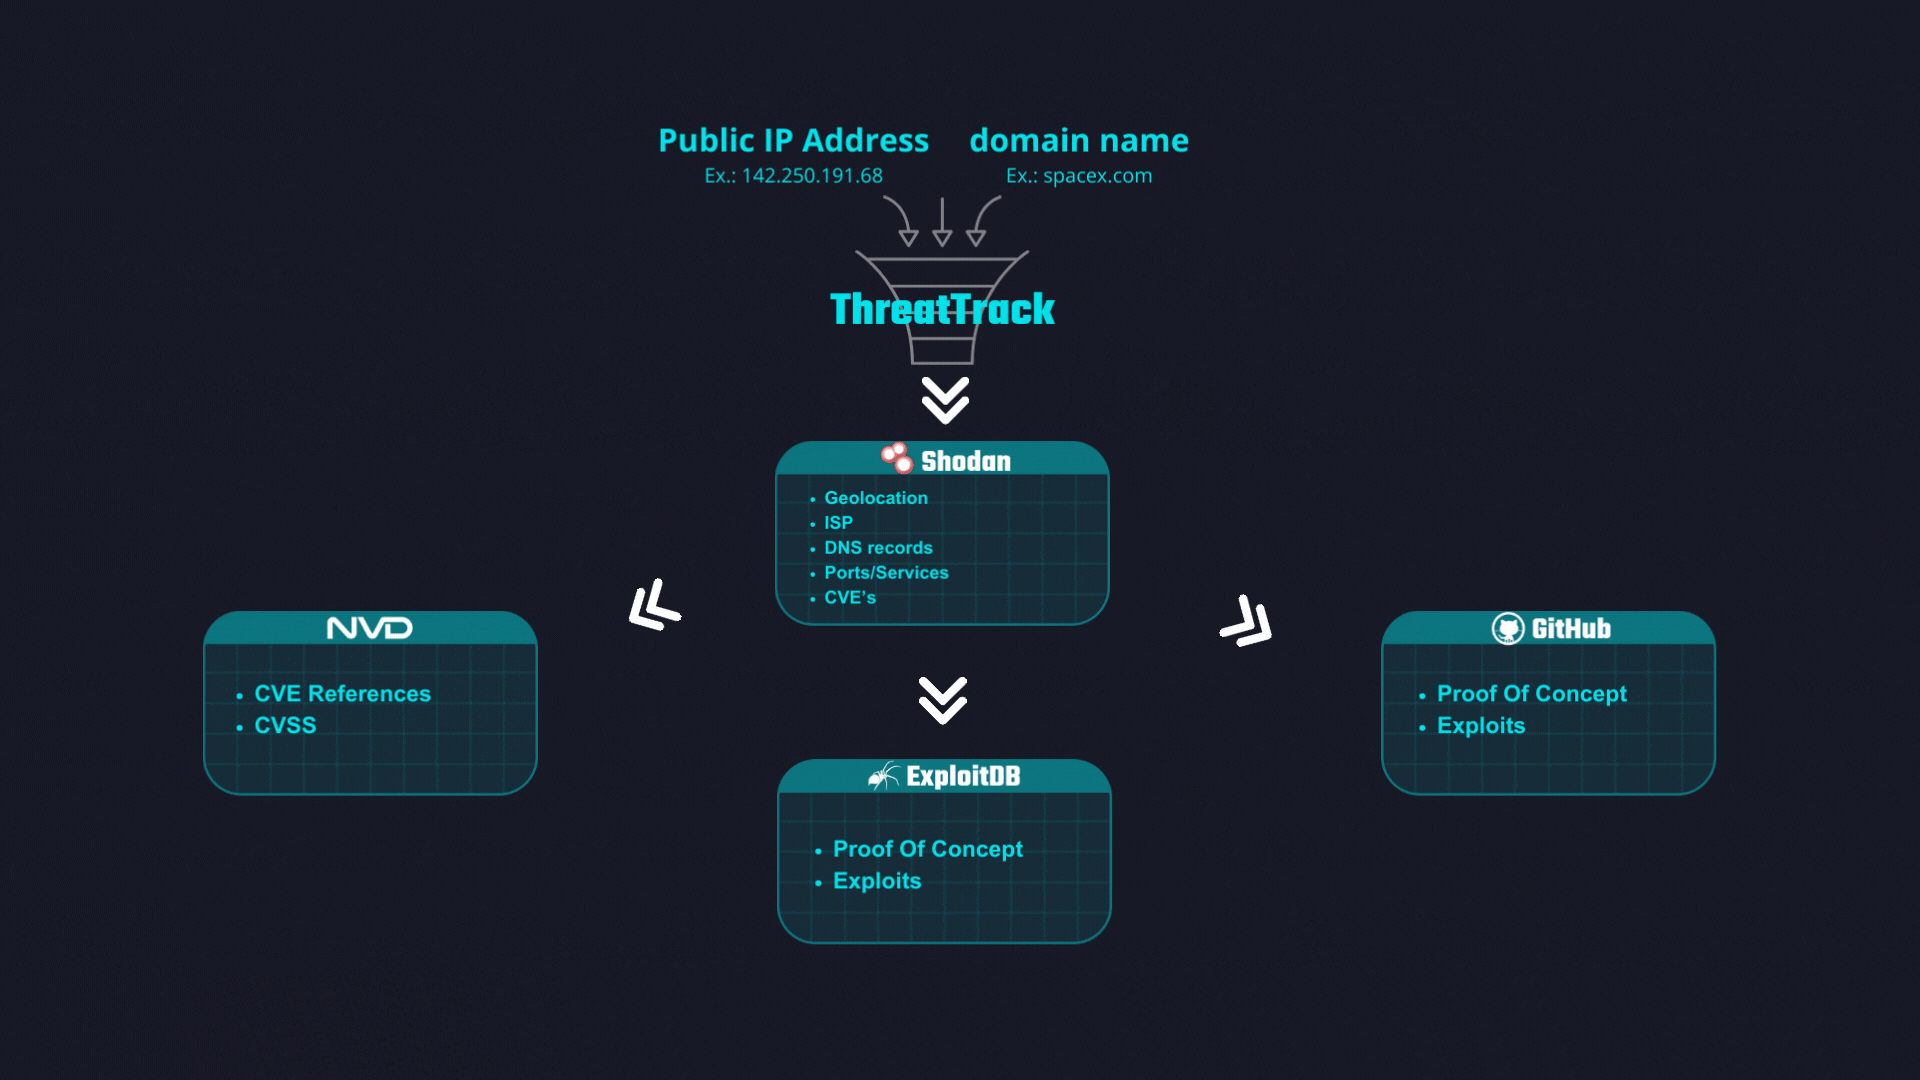 Public IP Address
domain name
Ex.: 142.250.191.68
Ex.: spacex.com
ThreatTrack
Shodan
• Geolocation
• ISP
• DNS records
• Ports/Services
• CVE's
NVD
• CVE References
• CVSS
GitHub
• Proof Of Concept
• Exploits
ExploitDB
• Proof Of Concept
• Exploits